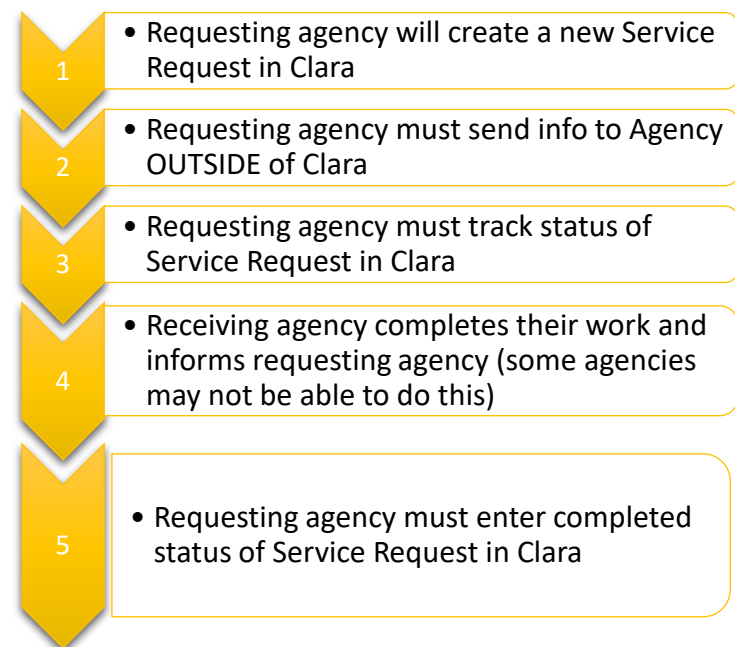 1
• Requesting agency will create a new Service
Request in Clara
2
• Requesting agency must send info to Agency
OUTSIDE of Clara
3
• Requesting agency must track status of
Service Request in Clara
4
• Receiving agency completes their work and
informs requesting agency (some agencies
may not be able to do this)
5
• Requesting agency must enter completed
status of Service Request in Clara